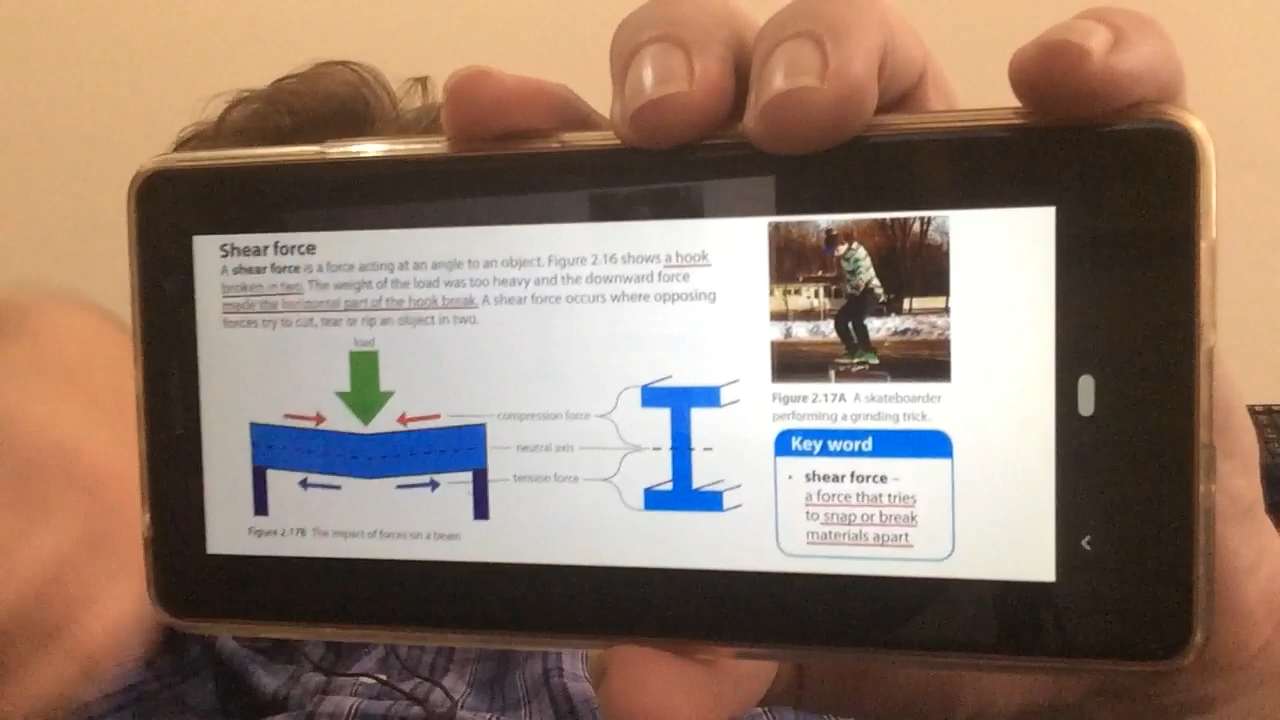 Shear force
A shear force is a force acting at an angle to an object. Figure 2.16 shows a hook
broken in two. The weight of the load was too heavy and the downward force
made the horizontal part of the hook break. A shear force occurs where opposing
forces try to cut, tear or rip an object in two.
load
compression force
neutral axis
tension force
Figure 2.17B The impact of forces on a beam
Figure 2.17A A skateboarder
performing a grinding trick.
Key word
• shear force –
a force that tries
to snap or break
materials apart